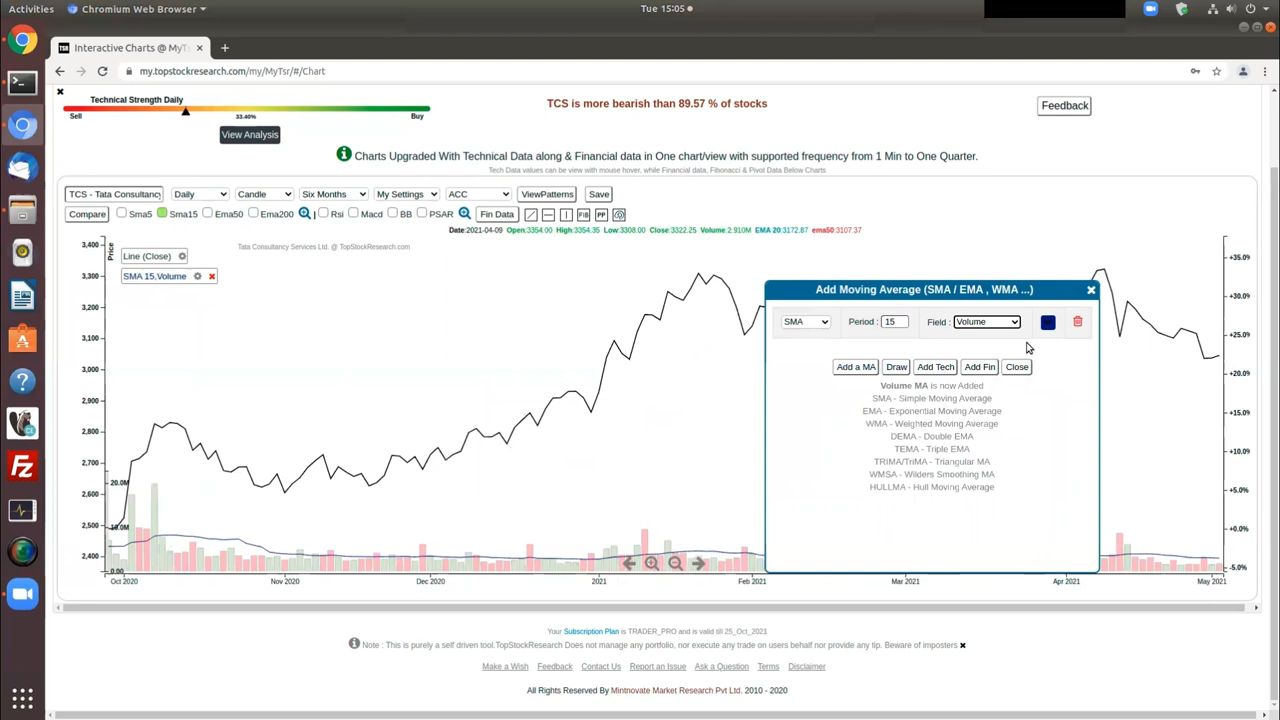 Activities
Chromium Web Browser
Tue 15:05
TSR
Interactive Charts @ MyTs
my.topstockresearch.com/my/MyTsr/#/Chart
Technical Strength Daily
Sell
33.40%
Buy
View Analysis
TCS is more bearish than 89.57 % of stocks
Feedback
Charts Upgraded With Technical Data along & Financial data in One chart/view with supported frequency from 1 Min to One Quarter.
Tech Data values can be view with mouse hover, while Financial data, Fibonacci & Pivot Data Below Charts
TCS - Tata Consultancy Daily Candle Six Months My Settings ACC ViewPatterns Save
Compare Sma5 Sma15 Ema50 Ema200 | Rsi Macd BB PSAR Fin Data FIB PP
Date:2021-04-09 Open:3354.00 High:3354.35 Low:3308.00 Close:3322.25 Volume:2.910M EMA 20:3172.87 ema50:3107.37
Tata Consultancy Services Ltd. @ TopStockResearch.com
Price
Line (Close)
SMA 15,Volume
3,400
3,300
3,200
3,100
3,000
2,900
2,800
2,700
2,600
2,500
2,400
20.0M
10.0M
0.00
+35.0%
+30.0%
+25.0%
+20.0%
+15.0%
+10.0%
+5.0%
+0.0%
-5.0%
Add Moving Average (SMA / EMA , WMA ...)
SMA Period : 15 Field : Volume
Add a MA Draw Add Tech Add Fin Close
Volume MA is now Added
SMA - Simple Moving Average
EMA - Exponential Moving Average
WMA - Weighted Moving Average
DEMA - Double EMA
TEMA - Triple EMA
TRIMA/TriMA - Triangular MA
WMSA - Wilders Smoothing MA
HULLMA - Hull Moving Average
Oct 2020 Nov 2020 Dec 2020 2021 Feb 2021 Mar 2021 Apr 2021 May 2021
Your Subscription Plan is TRADER_PRO and is valid till 25_Oct_2021
Note : This is purely a self driven tool.TopStockResearch Does not manage any portfolio, nor execute any trade on users behalf nor provide any tip. Beware of imposters
Make a Wish Feedback Contact Us Report an Issue Ask a Question Terms Disclaimer
All Rights Reserved By Mintnovate Market Research Pvt Ltd. 2010 - 2020